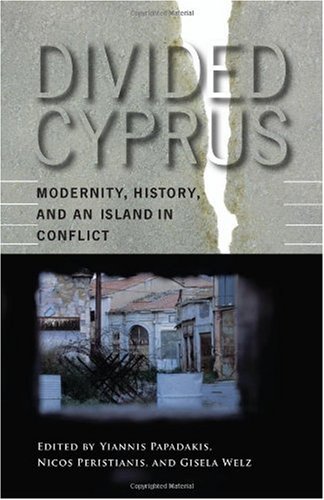 DIVIDED
CYPRUS
MODERNITY, HISTORY,
AND AN ISLAND IN
CONFLICT
EDITED BY YIANNIS PAPADAKIS,
NICOS PERISTIANIS, AND GISELA WELZ